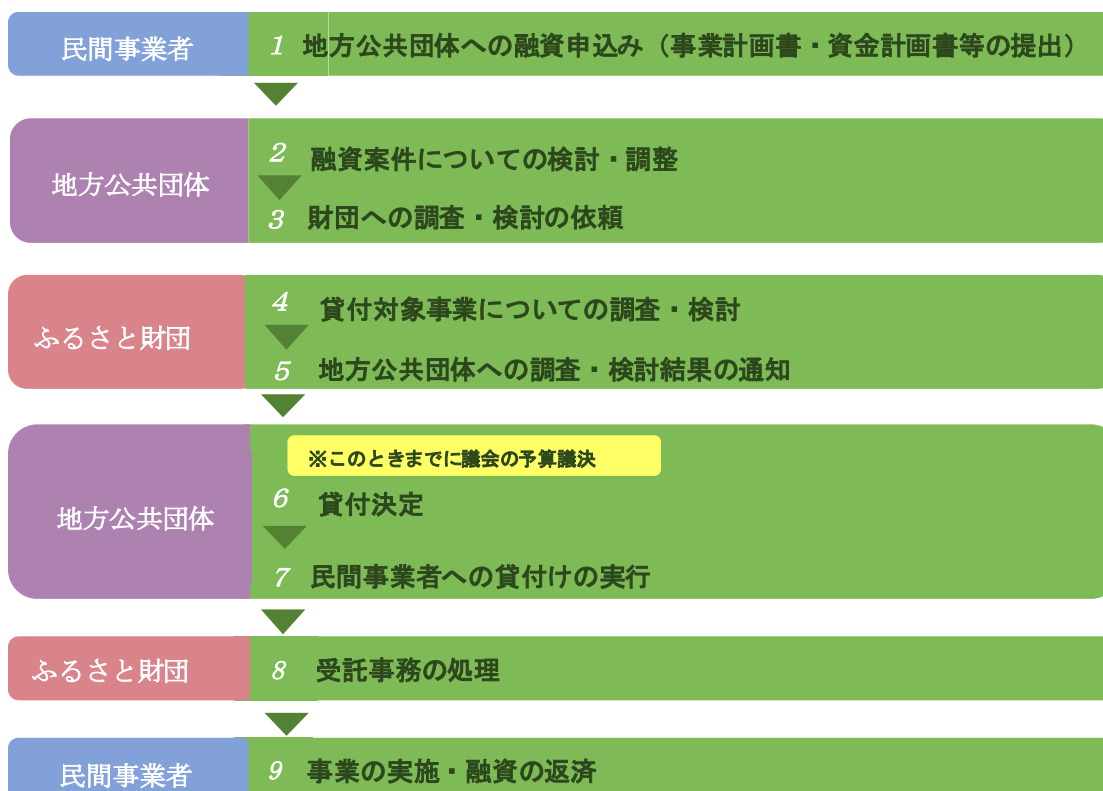 民間事業者
1 地方公共団体への融資申込み（事業計画書・資金計画書等の提出）
地方公共団体
2 融資案件についての検討・調整
3 財団への調査・検討の依頼
ふるさと財団
4 貸付対象事業についての調査・検討
5 地方公共団体への調査・検討結果の通知
地方公共団体
※このときまでに議会の予算議決
6 貸付決定
7 民間事業者への貸付けの実行
ふるさと財団
8 受託事務の処理
民間事業者
9 事業の実施・融資の返済